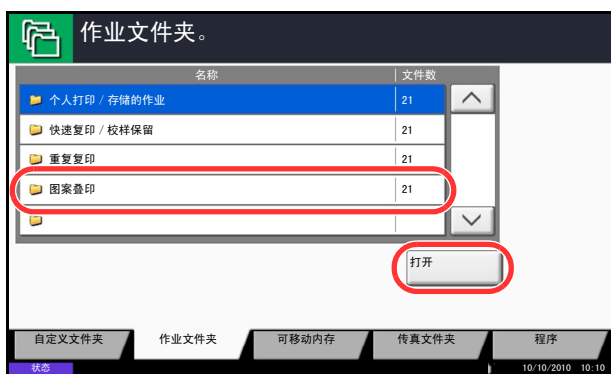 作业文件夹。
名称 文件数
个人打印 / 存储的作业 21
快速复印 / 校样保留 21
重复复印 21
图案叠印 21
打开
自定义文件夹 作业文件夹 可移动内存 传真文件夹 程序
状态 10/10/2010 10:10